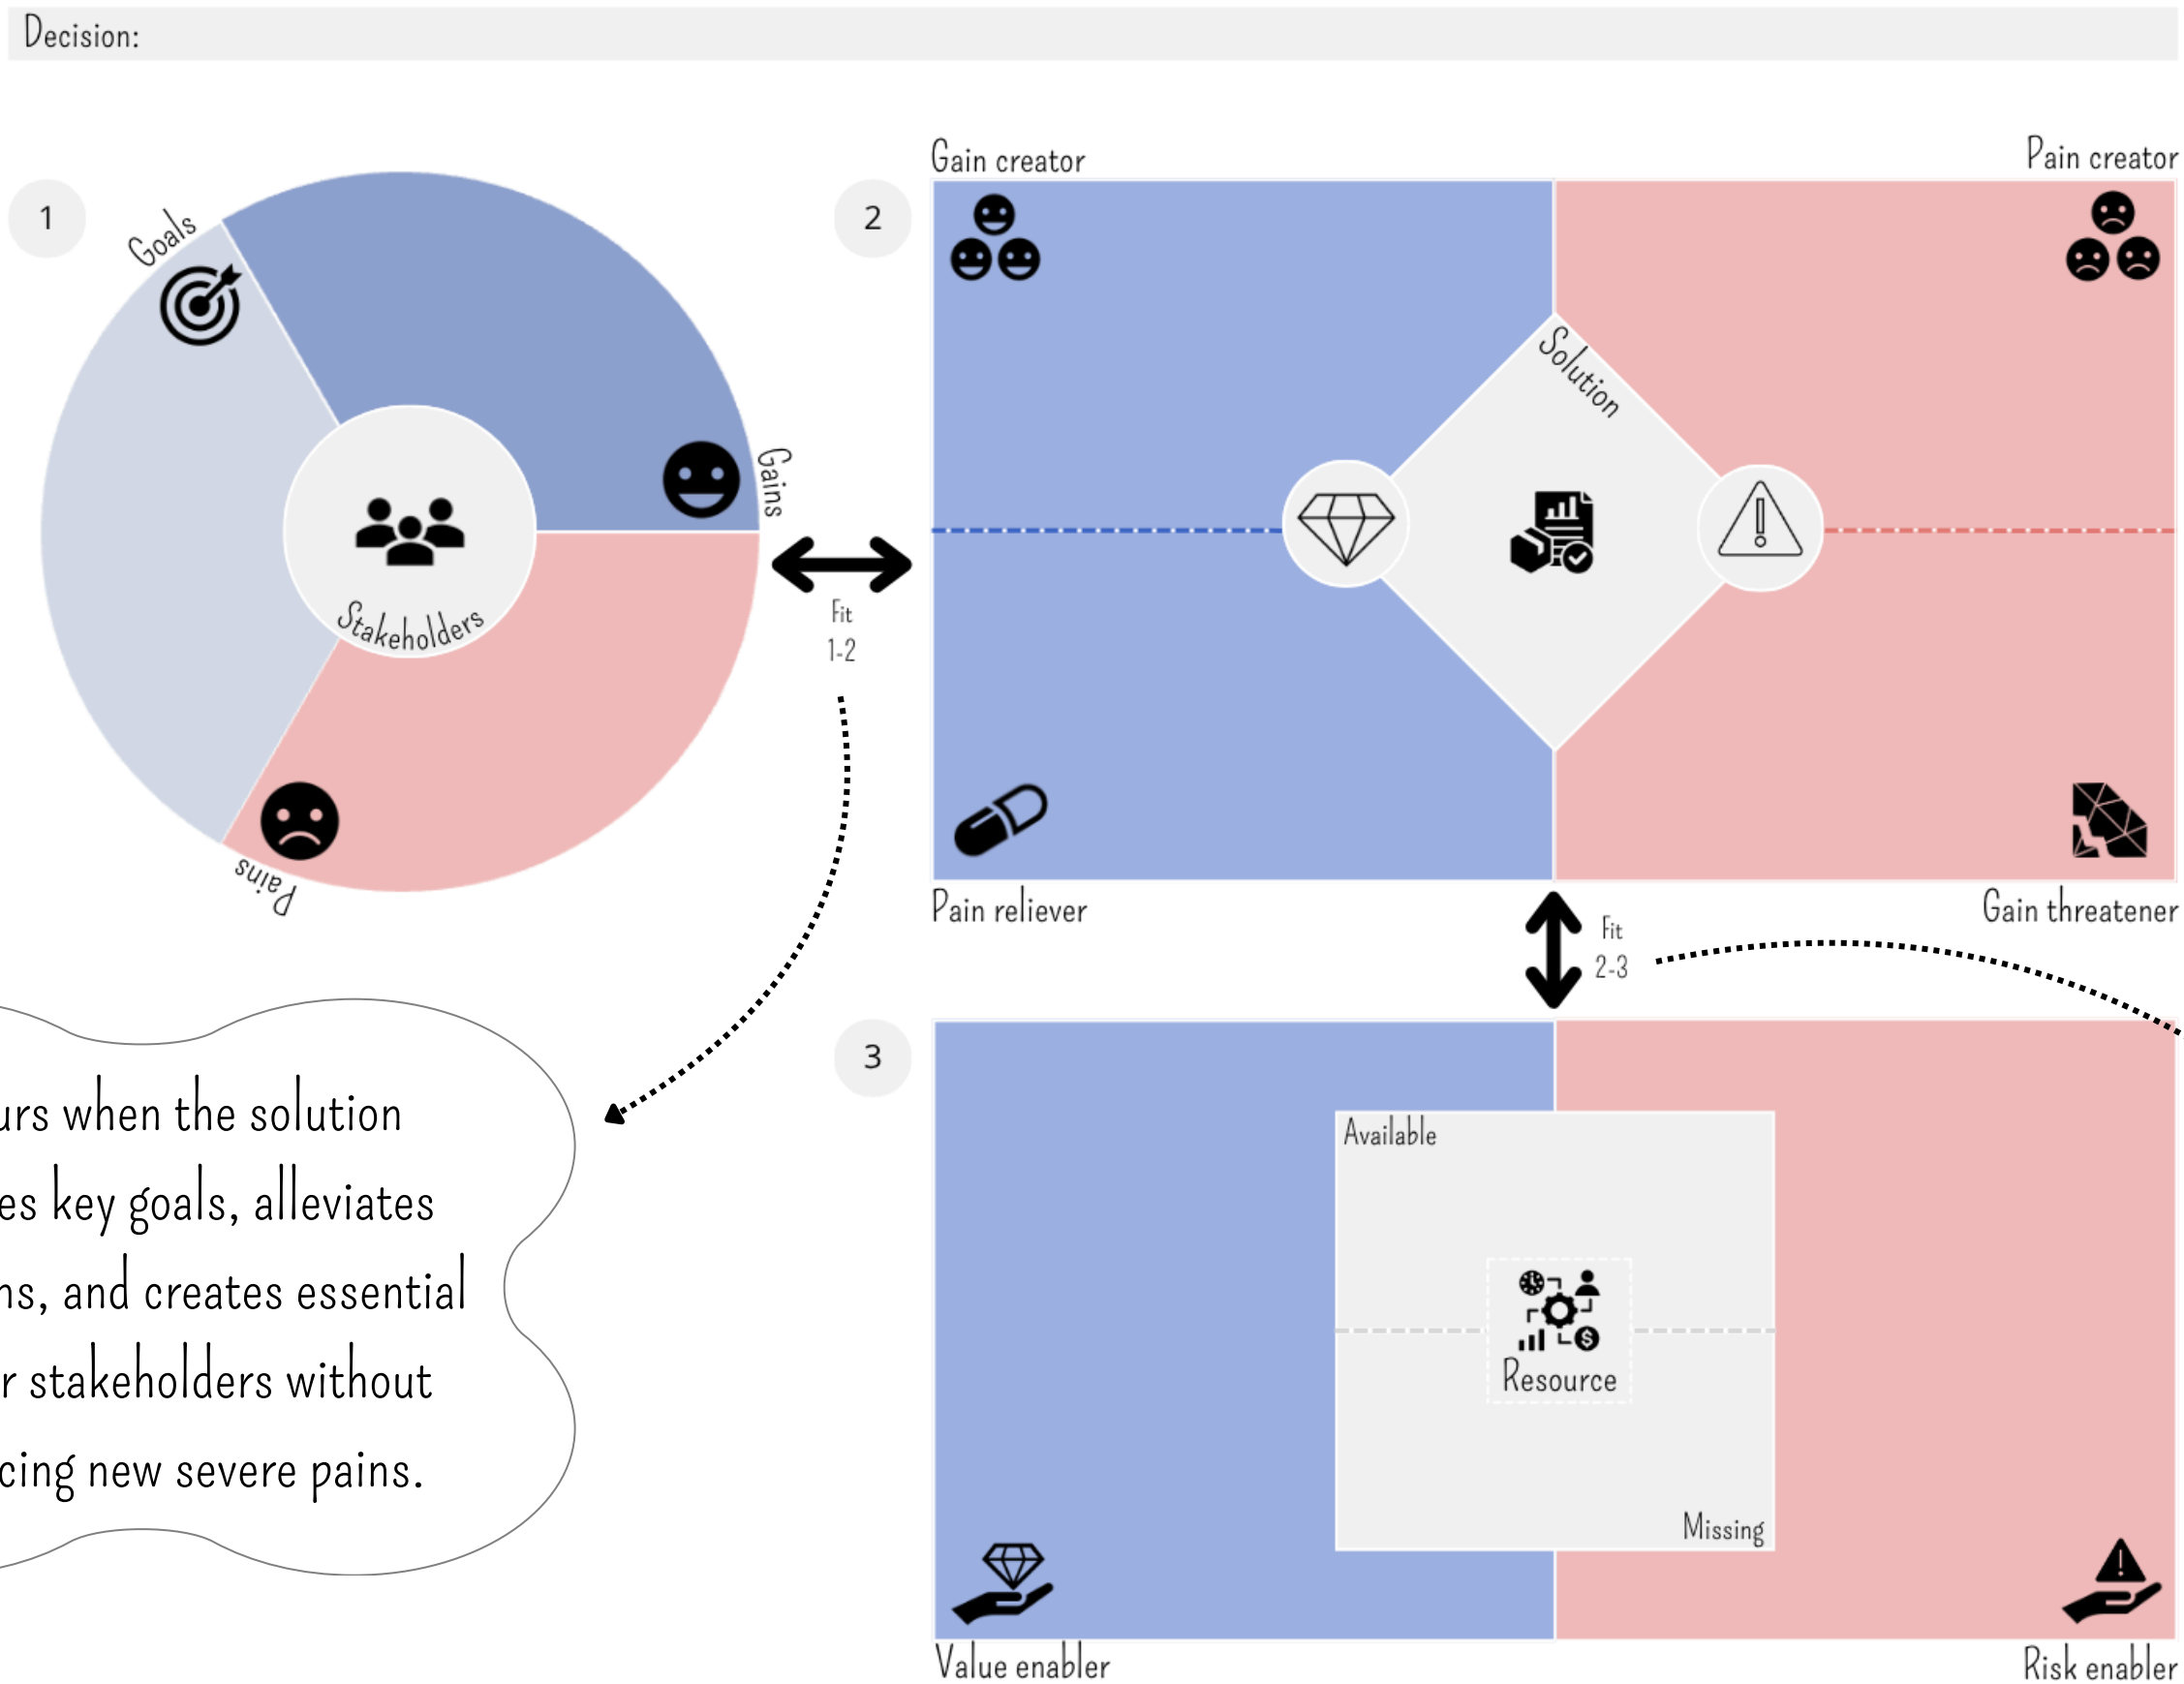 Decision:
1
Goals
Gains
Stakeholders
Pains
Fit
1-2
2
Gain creator
Pain creator
Solution
Pain reliever
Gain threatener
Fit
2-3
urs when the solution
es key goals, alleviates
ns, and creates essential
r stakeholders without
cing new severe pains.
3
Available
Resource
Missing
Value enabler
Risk enabler